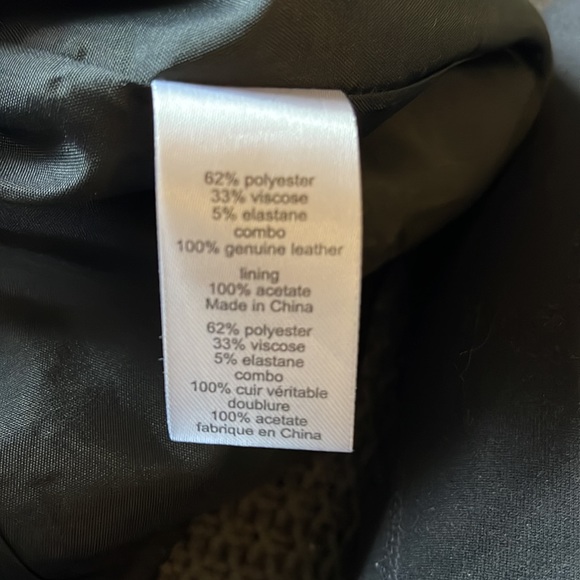 62% polyester
33% viscose
5% elastane
combo
100% genuine leather
lining
100% acetate
Made in China
62% polyester
33% viscose
5% elastane
combo
100% cuir véritable
doublure
100% acetate
fabrique en China